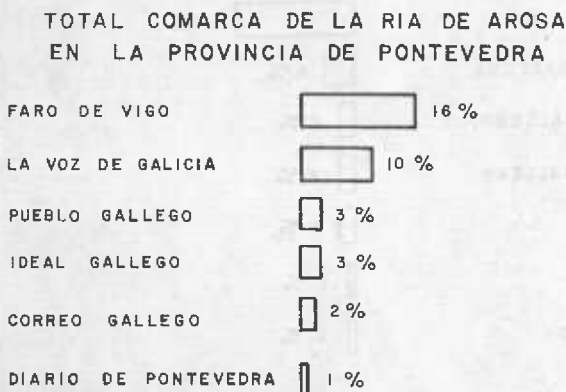 TOTAL COMARCA DE LA RIA DE AROSA
EN LA PROVINCIA DE PONTEVEDRA
FARO DE VIGO 16 %
LA VOZ DE GALICIA 10 %
PUEBLO GALLEGO 3 %
IDEAL GALLEGO 3 %
CORREO GALLEGO 2 %
DIARIO DE PONTEVEDRA 1 %